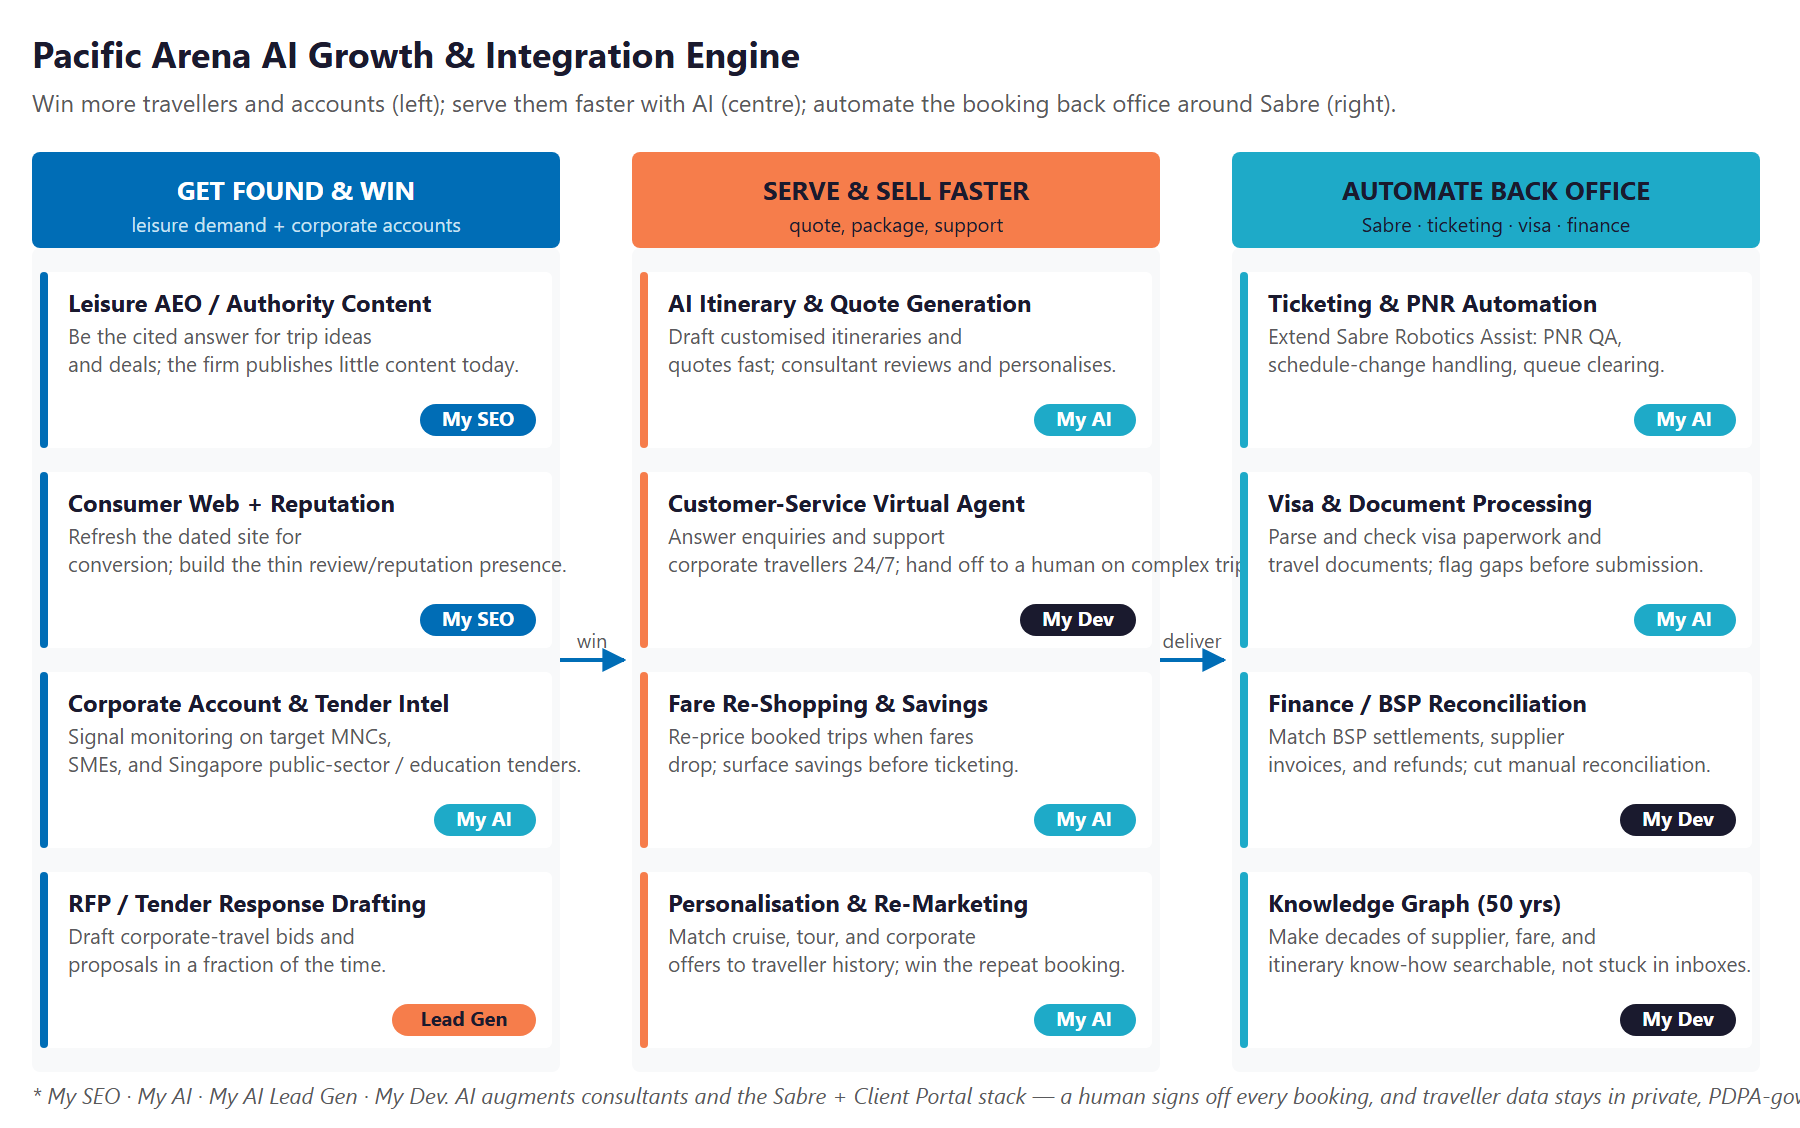 Pacific Arena AI Growth & Integration Engine
Win more travellers and accounts (left); serve them faster with AI (centre); automate the booking back office around Sabre (right).
GET FOUND & WIN
leisure demand + corporate accounts
Leisure AEO / Authority Content
Be the cited answer for trip ideas
and deals; the firm publishes little content today.
My SEO
Consumer Web + Reputation
Refresh the dated site for
conversion; build the thin review/reputation presence.
My SEO
Corporate Account & Tender Intel
Signal monitoring on target MNCs,
SMEs, and Singapore public-sector / education tenders.
My AI
RFP / Tender Response Drafting
Draft corporate-travel bids and
proposals in a fraction of the time.
Lead Gen
win
SERVE & SELL FASTER
quote, package, support
AI Itinerary & Quote Generation
Draft customised itineraries and
quotes fast; consultant reviews and personalises.
My AI
Customer-Service Virtual Agent
Answer enquiries and support
corporate travellers 24/7; hand off to a human on complex
My Dev
Fare Re-Shopping & Savings
Re-price booked trips when fares
drop; surface savings before ticketing.
My AI
Personalisation & Re-Marketing
Match cruise, tour, and corporate
offers to traveller history; win the repeat booking.
My AI
deliver
AUTOMATE BACK OFFICE
Sabre · ticketing · visa · finance
Ticketing & PNR Automation
Extend Sabre Robotics Assist: PNR QA,
schedule-change handling, queue clearing.
My AI
Visa & Document Processing
Parse and check visa paperwork and
travel documents; flag gaps before submission.
My AI
Finance / BSP Reconciliation
Match BSP settlements, supplier
invoices, and refunds; cut manual reconciliation.
My Dev
Knowledge Graph (50 yrs)
Make decades of supplier, fare, and
itinerary know-how searchable, not stuck in inboxes.
My Dev
* My SEO · My AI · My AI Lead Gen · My Dev. AI augments consultants and the Sabre + Client Portal stack — a human signs off every booking, and traveller data stays in private,